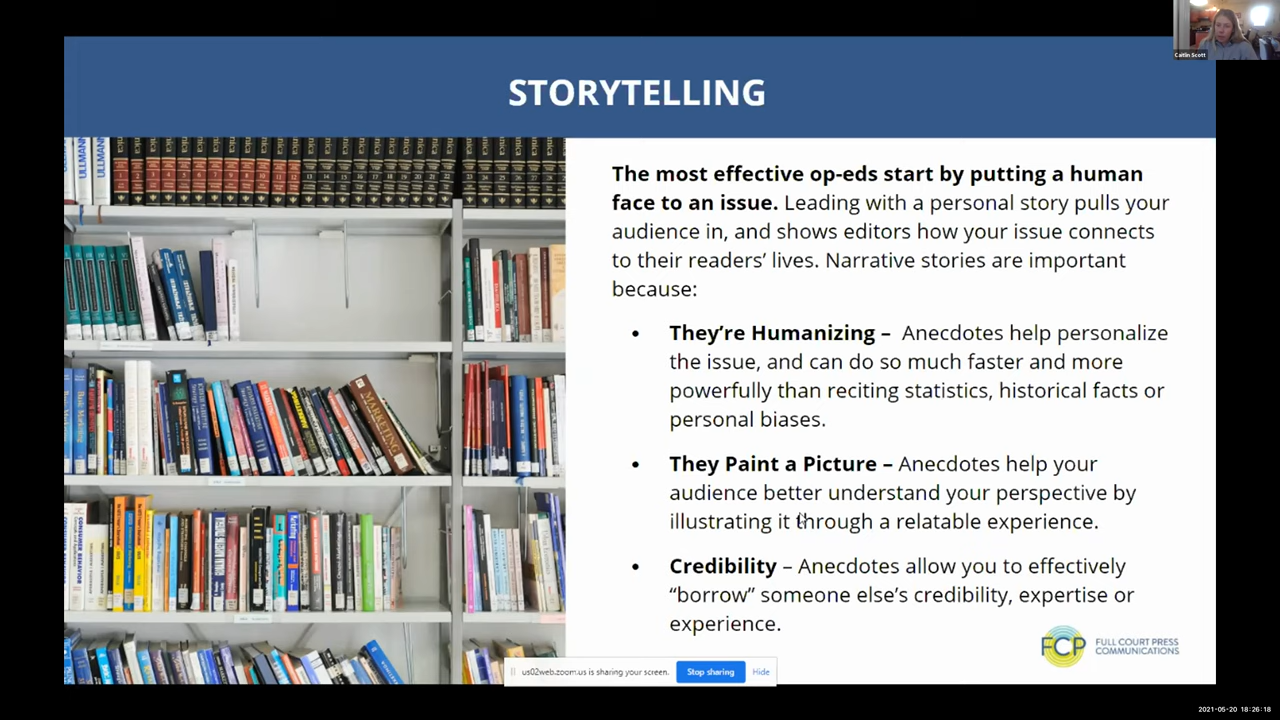 Caitlin Scott
STORYTELLING
The most effective op-eds start by putting a human
face to an issue. Leading with a personal story pulls your
audience in, and shows editors how your issue connects
to their readers’ lives. Narrative stories are important
because:
• They’re Humanizing – Anecdotes help personalize
the issue, and can do so much faster and more
powerfully than reciting statistics, historical facts or
personal biases.
• They Paint a Picture – Anecdotes help your
audience better understand your perspective by
illustrating it through a relatable experience.
• Credibility – Anecdotes allow you to effectively
“borrow” someone else’s credibility, expertise or
experience.
FCP FULL COURT PRESS
COMMUNICATIONS
us02web.zoom.us is sharing your screen. Stop sharing Hide
2021-05-20 18:26:18
ULLMANN
ULLMANN
MARKETING
CONSUMER BEHAVIOR